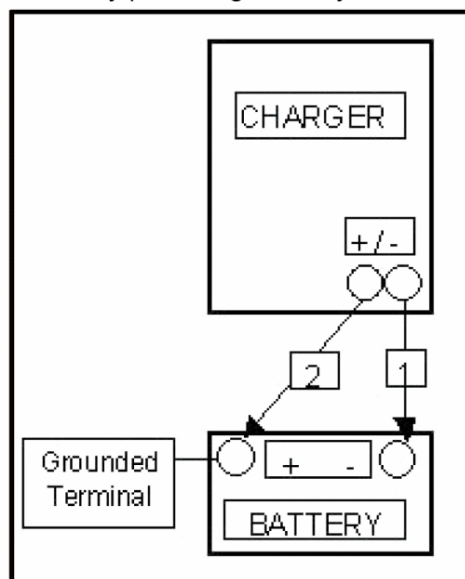 CHARGER
+/-
2 1
Grounded
Terminal
+ -
BATTERY